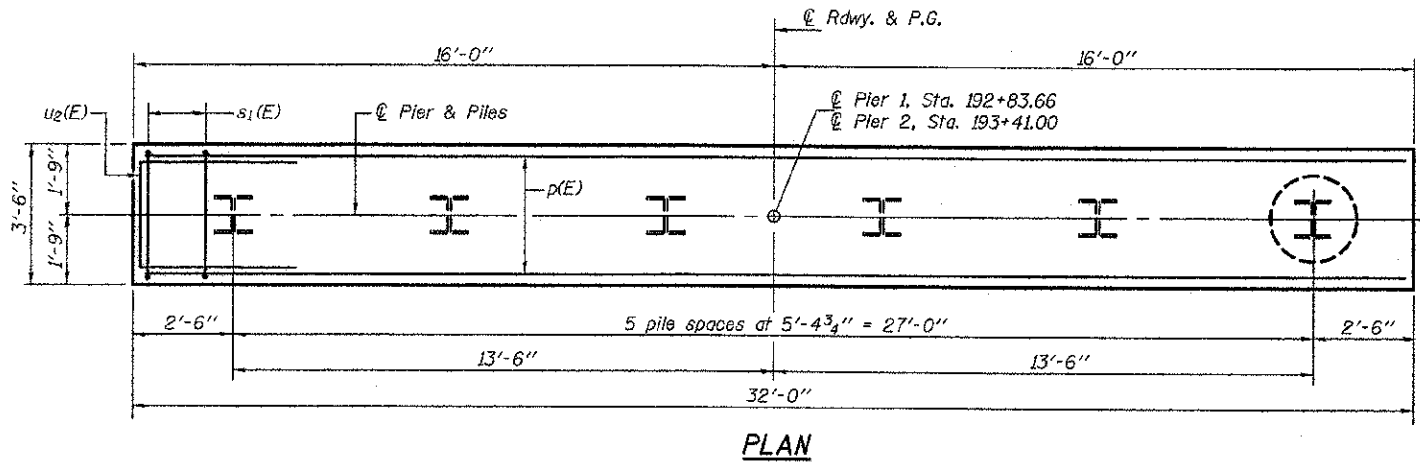 ℄ Rdwy. & P.G.
16'-0" 16'-0"
u2(E) s1(E) ℄ Pier & Piles
℄ Pier 1, Sta. 192+83.66
℄ Pier 2, Sta. 193+41.00
3'-6" 1'-9" 1'-9"
p(E)
2'-6" 5 pile spaces at 5'-4 3/4" = 27'-0" 2'-6"
13'-6" 13'-6"
32'-0"
PLAN